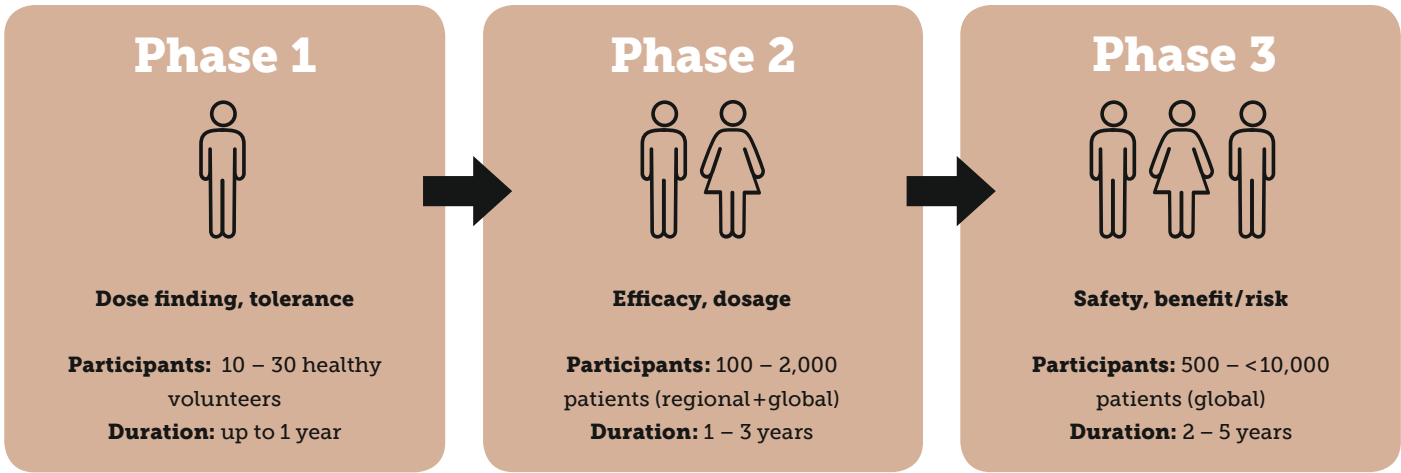 Phase 1
Dose finding, tolerance
Participants: 10 – 30 healthy
volunteers
Duration: up to 1 year
Phase 2
Efficacy, dosage
Participants: 100 – 2,000
patients (regional+global)
Duration: 1 – 3 years
Phase 3
Safety, benefit/risk
Participants: 500 – <10,000
patients (global)
Duration: 2 – 5 years